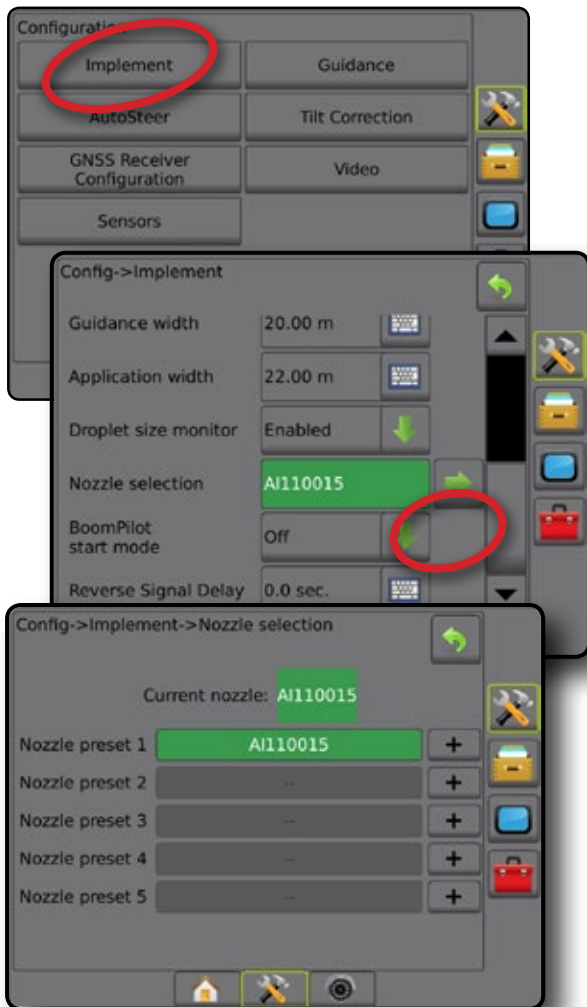 Configuration
Implement
Guidance
AutoSteer
Tilt Correction
GNSS Receiver
Configuration
Video
Sensors
Config->Implement
Guidance width
20.00 m
Application width
22.00 m
Droplet size monitor
Enabled
Nozzle selection
AI110015
BoomPilot
start mode
Off
Reverse Signal Delay
0.0 sec.
Config->Implement->Nozzle selection
Current nozzle: AI110015
Nozzle preset 1
AI110015
+
Nozzle preset 2
--
+
Nozzle preset 3
--
+
Nozzle preset 4
--
+
Nozzle preset 5
--
+